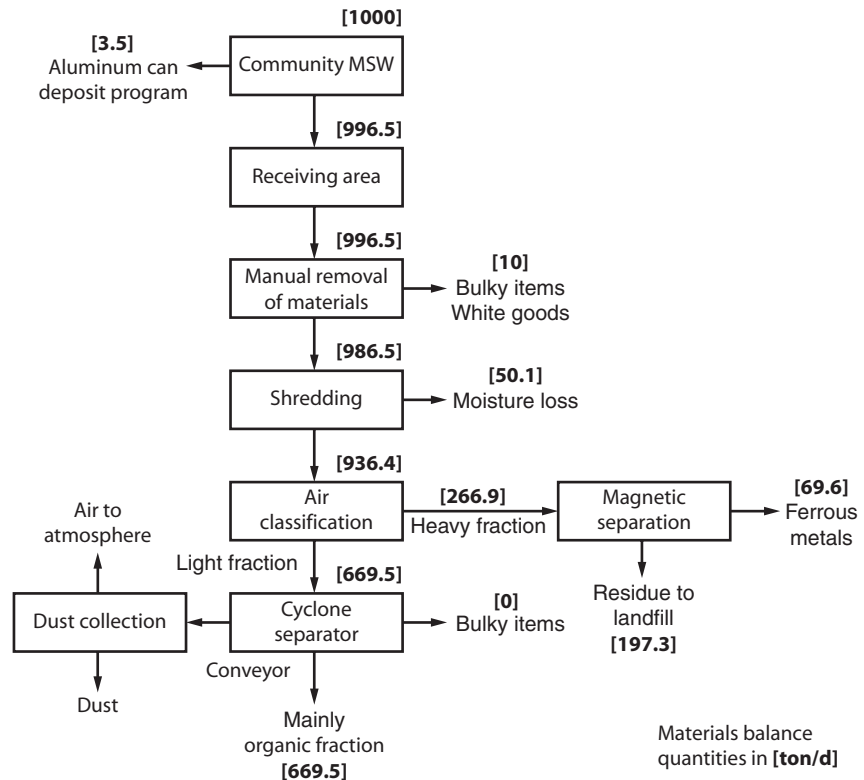 [1000]
[3.5]
Aluminum can
deposit program
Community MSW
[996.5]
Receiving area
[996.5]
Manual removal
of materials
[10]
Bulky items
White goods
[986.5]
Shredding
[50.1]
Moisture loss
[936.4]
Air
classification
[266.9]
Heavy fraction
Magnetic
separation
[69.6]
Ferrous
metals
Air to
atmosphere
Light fraction
[669.5]
Residue to
landfill
[197.3]
Dust collection
Cyclone
separator
[0]
Bulky items
Conveyor
Dust
Mainly
organic fraction
[669.5]
Materials balance
quantities in [ton/d]